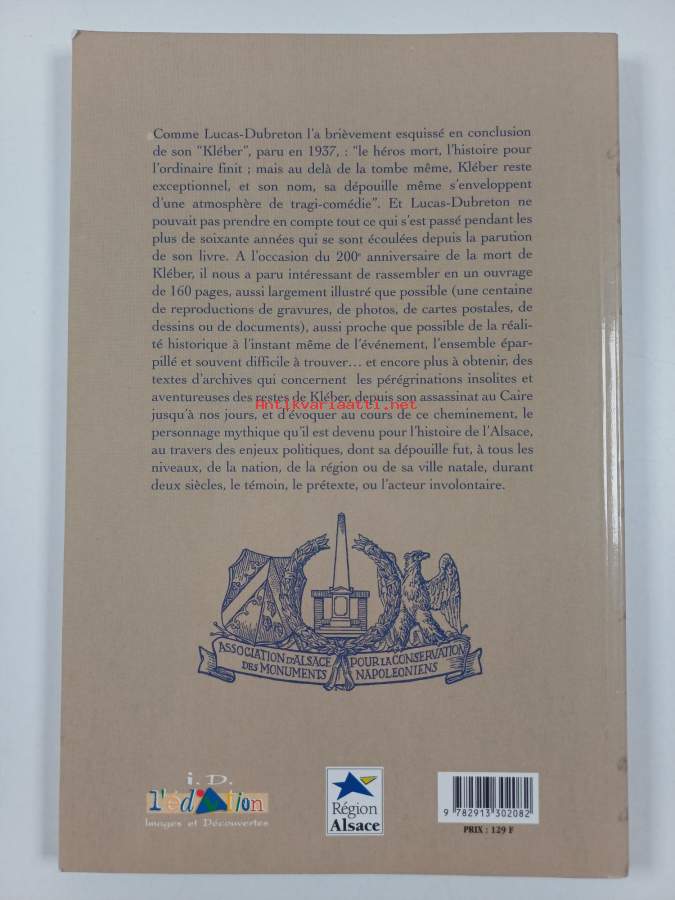 Comme Lucas-Dubreton l'a brièvement esquissé en conclusion
de son "Kléber", paru en 1937, : "le héros mort, l'histoire pour
l'ordinaire finit ; mais au delà de la tombe même, Kléber reste
exceptionnel, et son nom, sa dépouille même s'enveloppent
d'une atmosphère de tragi-comédie". Et Lucas-Dubreton ne
pouvait pas prendre en compte tout ce qui s'est passé pendant les
plus de soixante années qui se sont écoulées depuis la parution
de son livre. A l'occasion du 200e anniversaire de la mort de
Kléber, il nous a paru intéressant de rassembler en un ouvrage
de 160 pages, aussi largement illustré que possible (une centaine
de reproductions de gravures, de photos, de cartes postales, de
dessins ou de documents), aussi proche que possible de la réali-
té historique à l'instant même de l'événement, l'ensemble épar-
pillé et souvent difficile à trouver… et encore plus à obtenir, des
textes d'archives qui concernent les pérégrinations insolites et
aventureuses des restes de Kléber, depuis son assassinat au Caire
Antikvariaatti.net
jusqu'à nos jours, et d'évoquer au cours de ce cheminement, le
personnage mythique qu'il est devenu pour l'histoire de l'Alsace,
au travers des enjeux politiques, dont sa dépouille fut, à tous les
niveaux, de la nation, de la région ou de sa ville natale, durant
deux siècles, le témoin, le prétexte, ou l'acteur involontaire.
ASSOCIATION D'ALSACE POUR LA CONSERVATION
DES MONUMENTS NAPOLEONIENS
i. D.
l'édition
Images et Découvertes
Région
Alsace
9 782913 302082
PRIX : 129 F